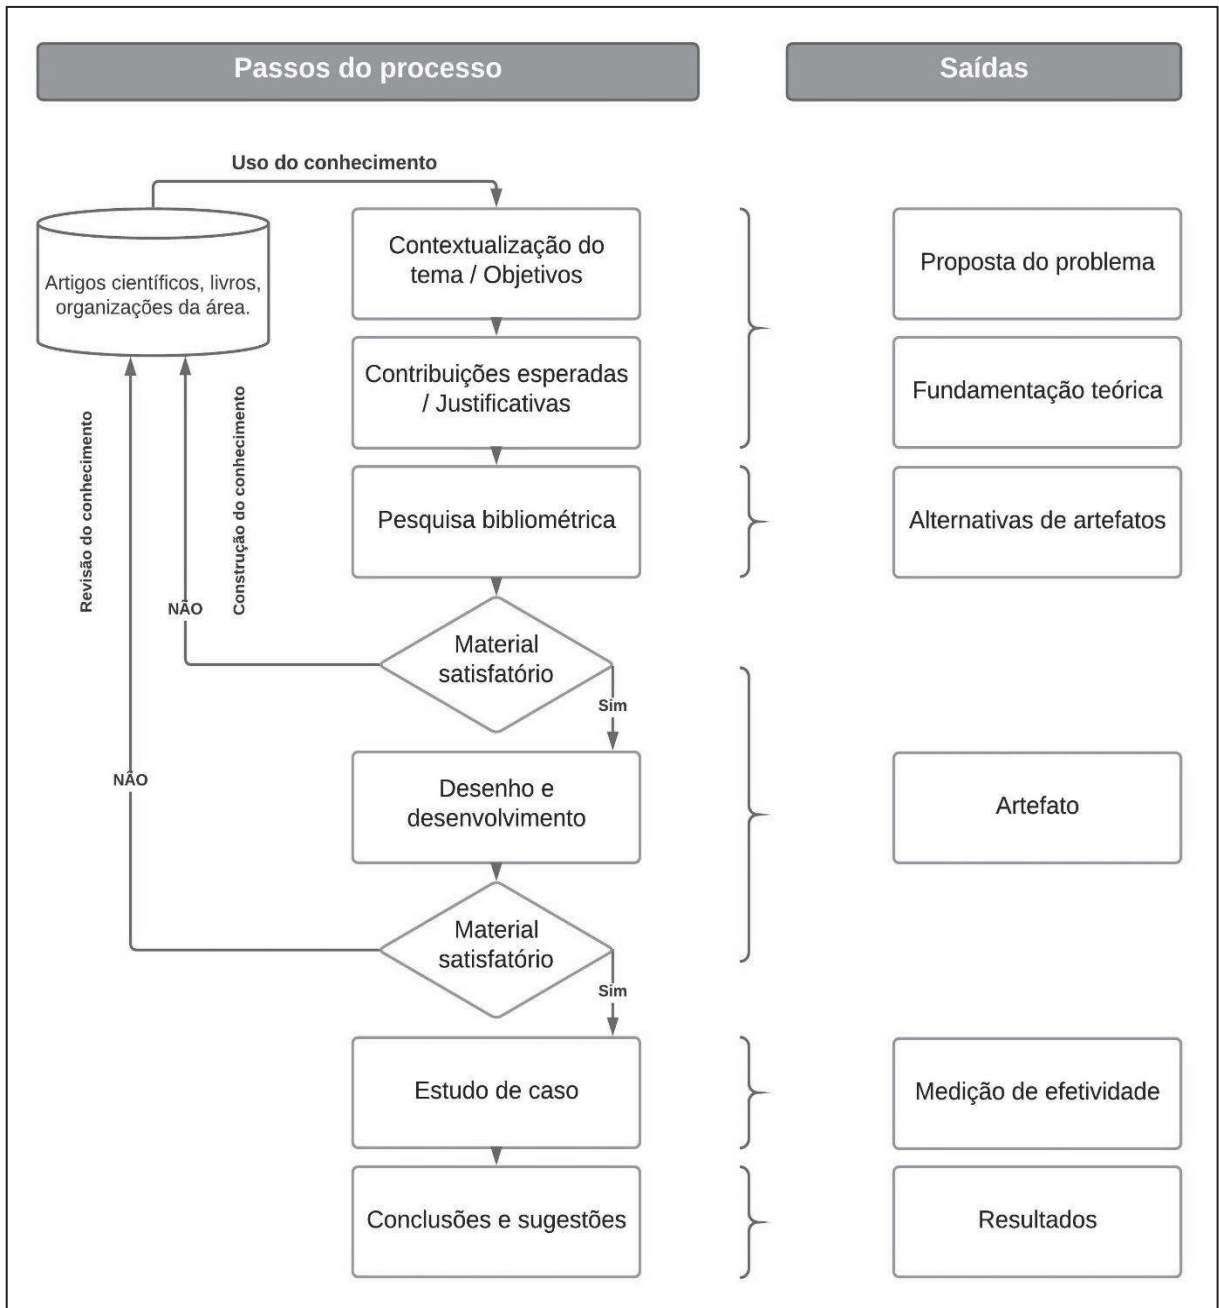 Passos do processo
Saídas
Uso do conhecimento
Artigos científicos, livros,
organizações da área.
Contextualização do
tema / Objetivos
Proposta do problema
Contribuições esperadas
/ Justificativas
Fundamentação teórica
Revisão do conhecimento
Construção do conhecimento
Pesquisa bibliométrica
Alternativas de artefatos
NÃO
Material
satisfatório
Sim
NÃO
Desenho e
desenvolvimento
Artefato
Material
satisfatório
Sim
Estudo de caso
Medição de efetividade
Conclusões e sugestões
Resultados